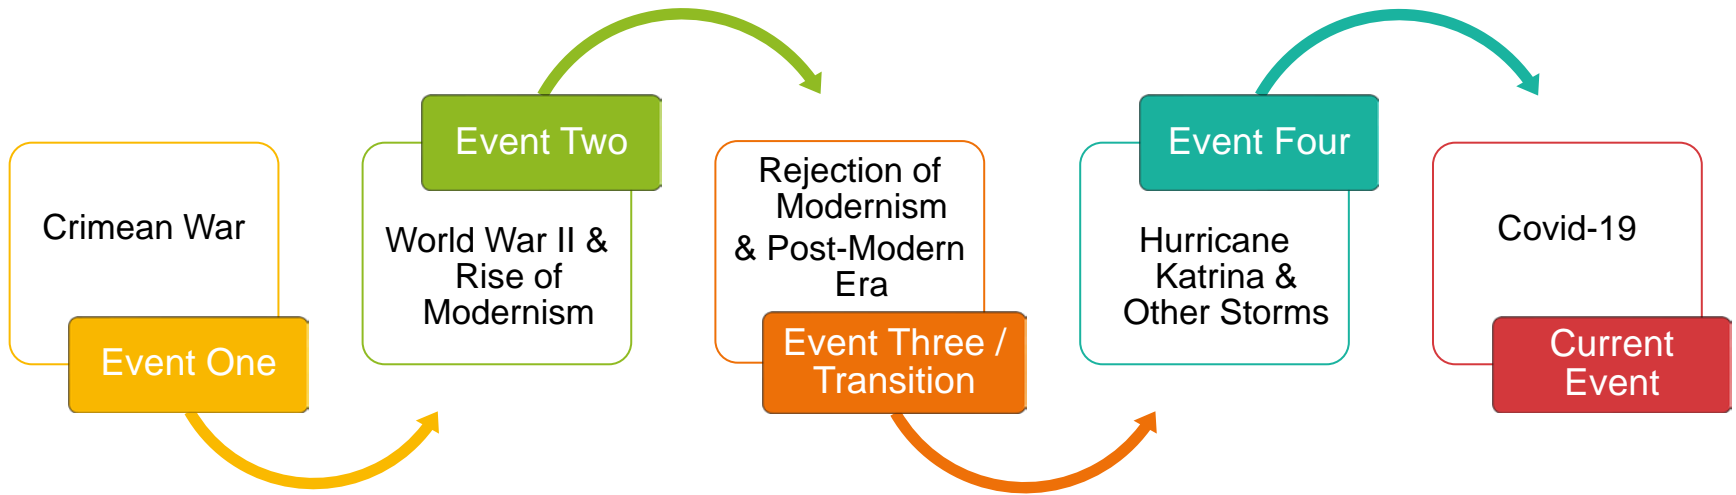 Crimean War
Event One
Event Two
World War II &
Rise of
Modernism
Rejection of
Modernism
& Post-Modern
Era
Event Three /
Transition
Event Four
Hurricane
Katrina &
Other Storms
Covid-19
Current
Event